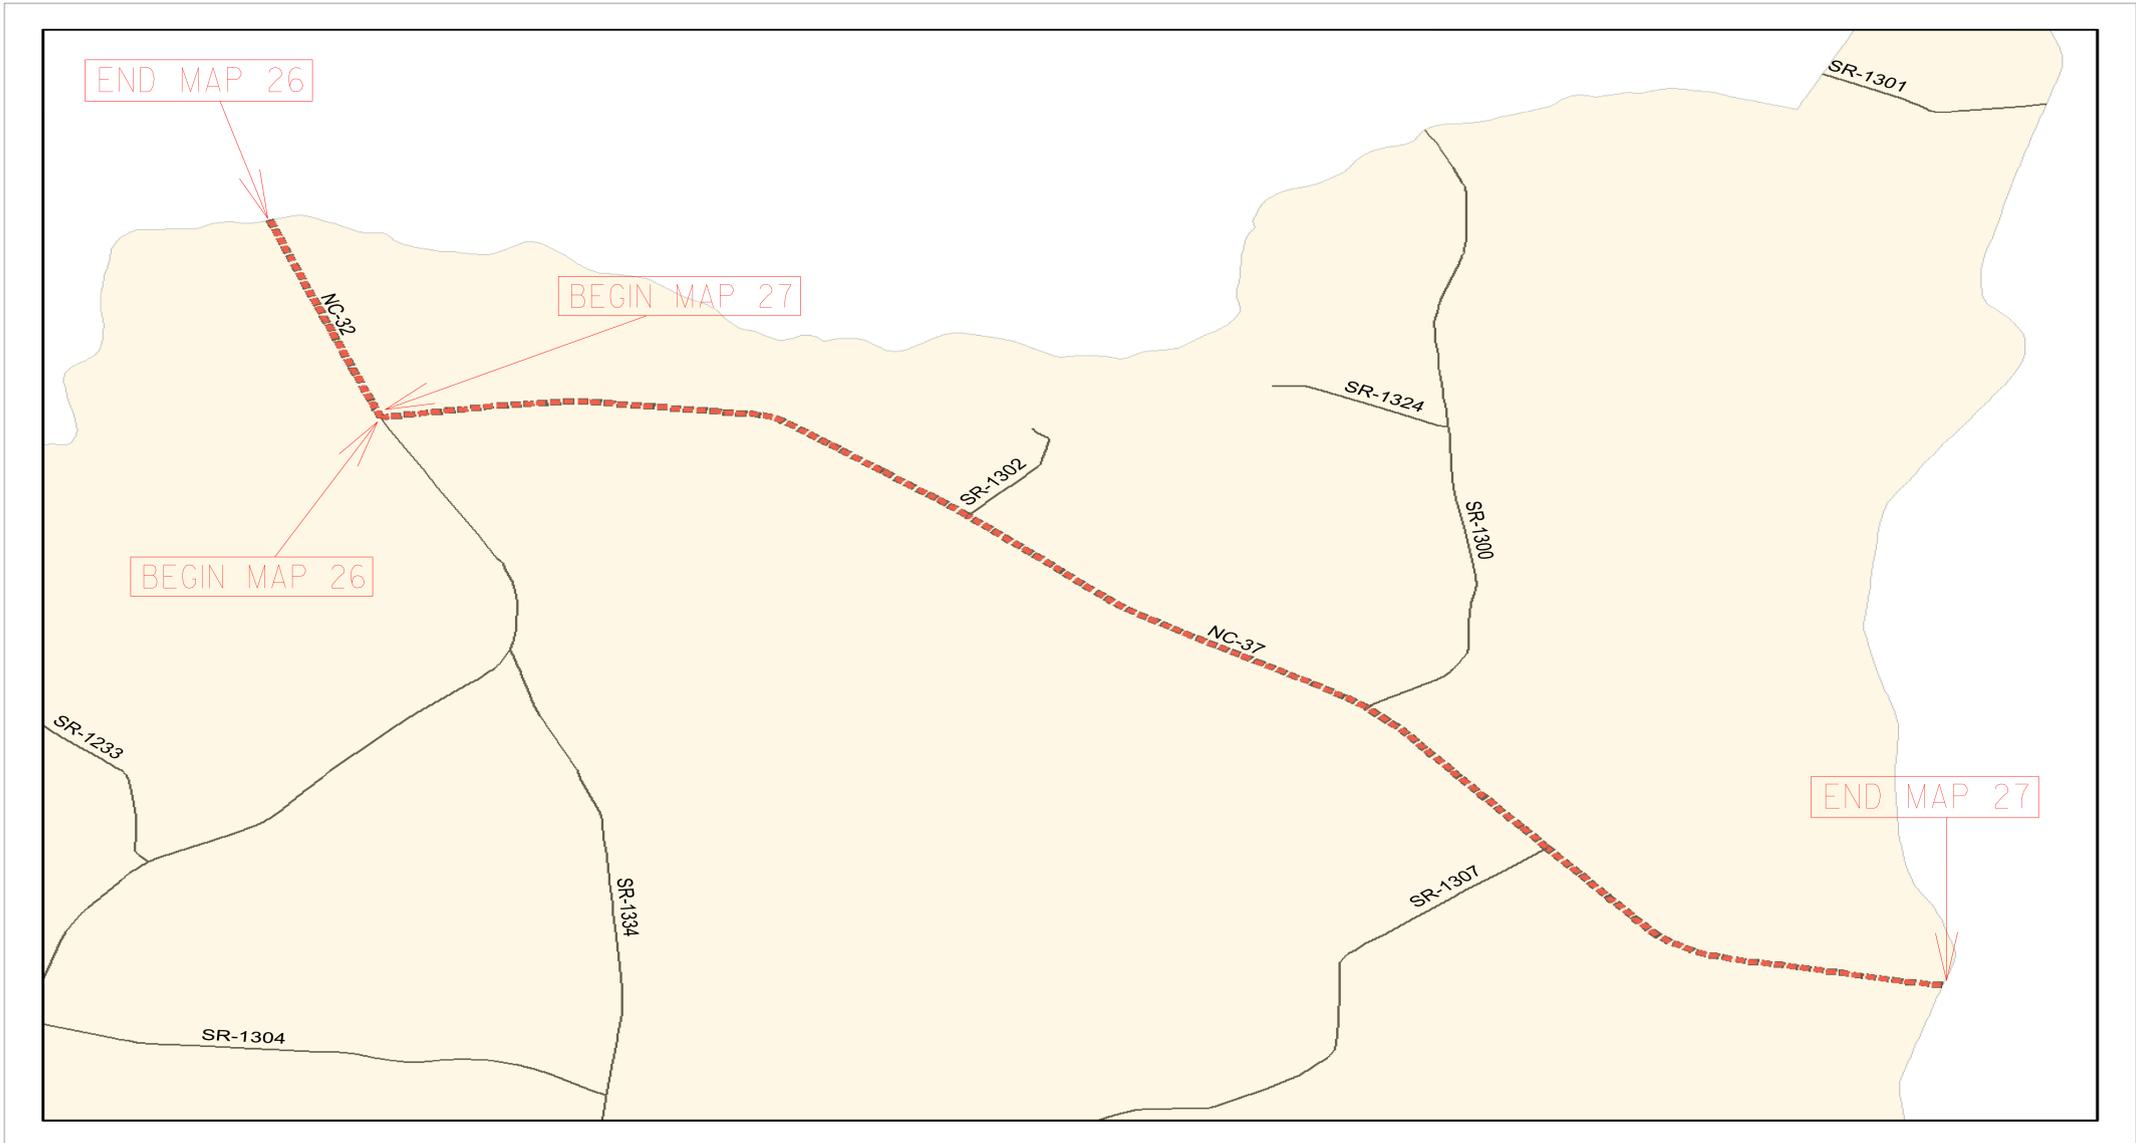 SR-1301
END MAP 26
NC-32
BEGIN MAP 27
SR-1324
SR-1302
SR-1300
BEGIN MAP 26
NC-37
SR-1233
END MAP 27
SR-1307
SR-1334
SR-1304